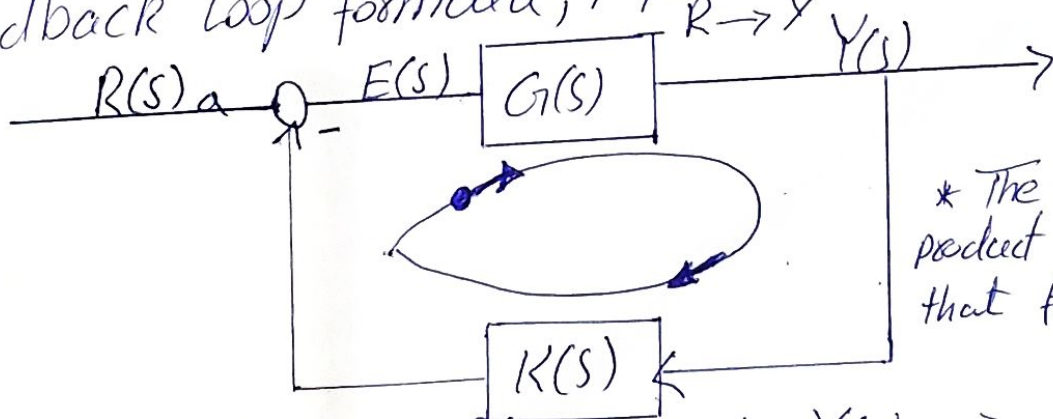 dback Loop formula,
R → Y
R(S) E(S) G(S) Y(s)
-
* The
product
that
K(S)